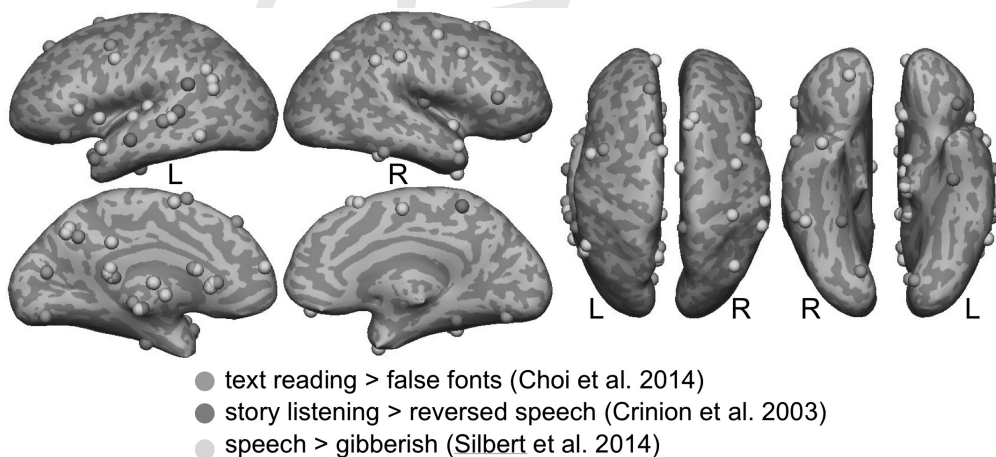 L
R
L
R
R
L
text reading > false fonts (Choi et al. 2014)
story listening > reversed speech (Crinion et al. 2003)
speech > gibberish (Silbert et al. 2014)